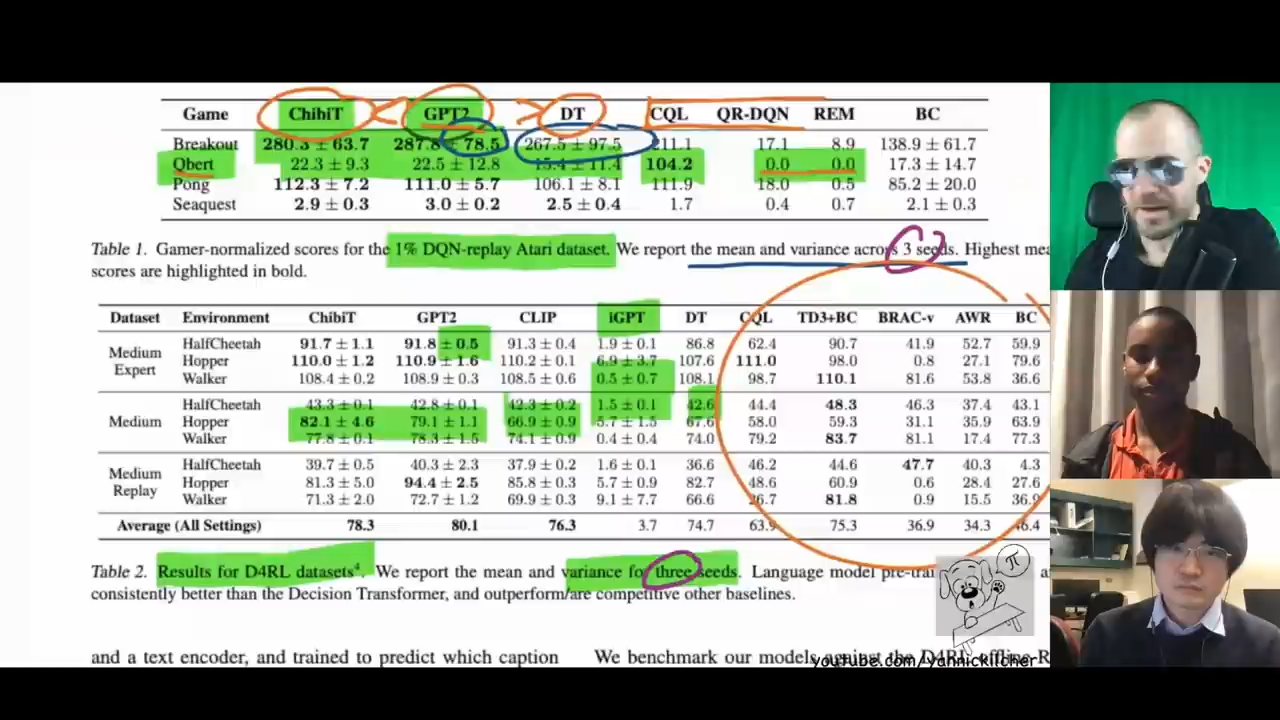 Game ChibiT GPT2 DT CQL QR-DQN REM BC
Breakout 280.3 ± 63.7 287.8 ± 78.5 267.5 ± 97.5 211.1 17.1 8.9 138.9 ± 61.7
Qbert 22.3 ± 9.3 22.5 ± 12.8 15.4 ± 11.4 104.2 0.0 0.0 17.3 ± 14.7
Pong 112.3 ± 7.2 111.0 ± 5.7 106.1 ± 8.1 111.9 18.0 0.5 85.2 ± 20.0
Seaquest 2.9 ± 0.3 3.0 ± 0.2 2.5 ± 0.4 1.7 0.4 0.7 2.1 ± 0.3
Table 1. Gamer-normalized scores for the 1% DQN-replay Atari dataset. We report the mean and variance across 3 seeds. Highest mea
scores are highlighted in bold.
Dataset Environment ChibiT GPT2 CLIP iGPT DT CQL TD3+BC BRAC-v AWR BC
Medium Expert HalfCheetah 91.7 ± 1.1 91.8 ± 0.5 91.3 ± 0.4 1.9 ± 0.1 86.8 62.4 90.7 41.9 52.7 59.9
Hopper 110.0 ± 1.2 110.9 ± 1.6 110.2 ± 0.1 6.9 ± 3.7 107.6 111.0 98.0 0.8 27.1 79.6
Walker 108.4 ± 0.2 108.9 ± 0.3 108.5 ± 0.6 0.5 ± 0.7 108.1 98.7 110.1 81.6 53.8 36.6
HalfCheetah 43.3 ± 0.1 42.8 ± 0.1 42.3 ± 0.2 1.5 ± 0.1 42.6 44.4 48.3 46.3 37.4 43.1
Medium Hopper 82.1 ± 4.6 79.1 ± 1.1 66.9 ± 0.9 5.7 ± 1.5 67.6 58.0 59.3 31.1 35.9 63.9
Walker 77.8 ± 0.1 78.3 ± 1.5 74.1 ± 0.9 0.4 ± 0.4 74.0 79.2 83.7 81.1 17.4 77.3
Medium Replay HalfCheetah 39.7 ± 0.5 40.3 ± 2.3 37.9 ± 0.2 1.6 ± 0.1 36.6 46.2 44.6 47.7 40.3 4.3
Hopper 81.3 ± 5.0 94.4 ± 2.5 85.8 ± 0.3 5.7 ± 0.9 82.7 48.6 60.9 0.6 28.4 27.6
Walker 71.3 ± 2.0 72.7 ± 1.2 69.9 ± 0.3 9.1 ± 7.7 66.6 26.7 81.8 0.9 15.5 36.9
Average (All Settings) 78.3 80.1 76.3 3.7 74.7 63.9 75.3 36.9 34.3 46.4
Table 2. Results for D4RL datasets⁴. We report the mean and variance for three seeds. Language model pre-trai
consistently better than the Decision Transformer, and outperform/are competitive other baselines.
π
and a text encoder, and trained to predict which caption
We benchmark our models against the D4RL offline R
youtube.com/yannickilcher